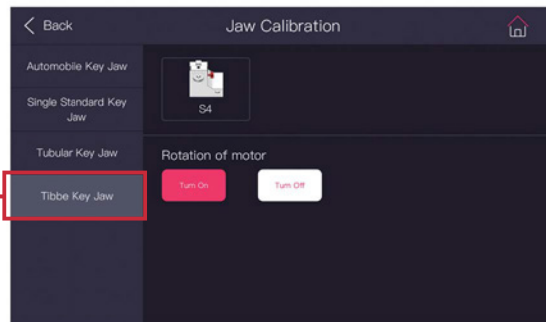 Back
Jaw Calibration
Automobile Key Jaw
Single Standard Key
Jaw
S4
Tubular Key Jaw
Rotation of motor
Tibbe Key Jaw
Turn On
Turn Off